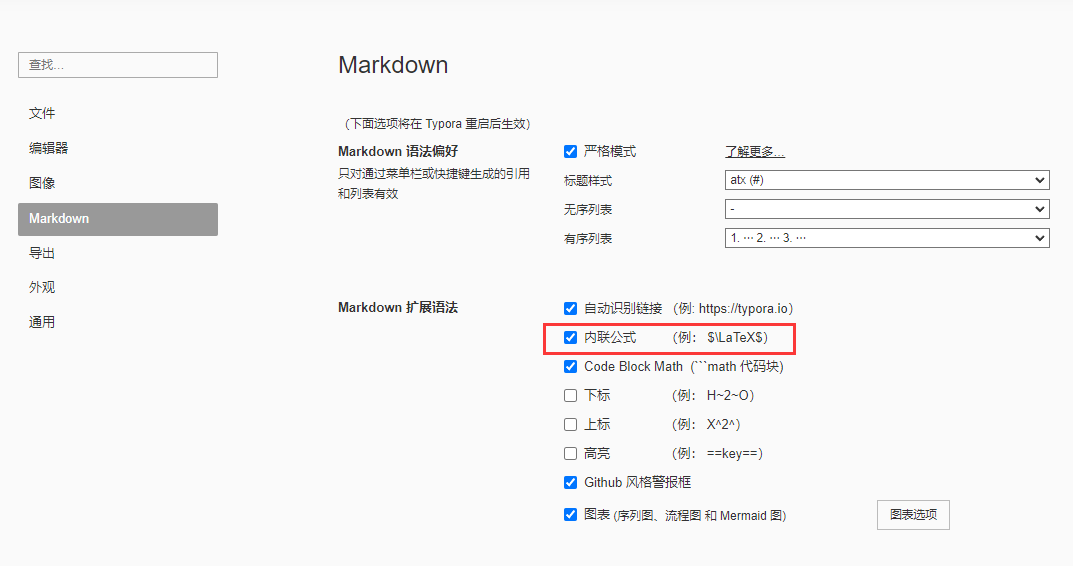 查找...
文件
编辑器
图像
Markdown
导出
外观
通用
Markdown
（下面选项将在 Typora 重启后生效）
Markdown 语法偏好
只对通过菜单栏或快捷键生成的引用
和列表有效
严格模式 了解更多...
标题样式 atx (#)
无序列表 -
有序列表 1. ··· 2. ··· 3. ···
Markdown 扩展语法
自动识别链接 （例: https://typora.io）
内联公式 （例： $\LaTeX$）
Code Block Math（```math 代码块)
下标 （例： H~2~O）
上标 （例： X^2^）
高亮 （例： ==key==）
Github 风格警报框
图表 (序列图、流程图 和 Mermaid 图) 图表选项